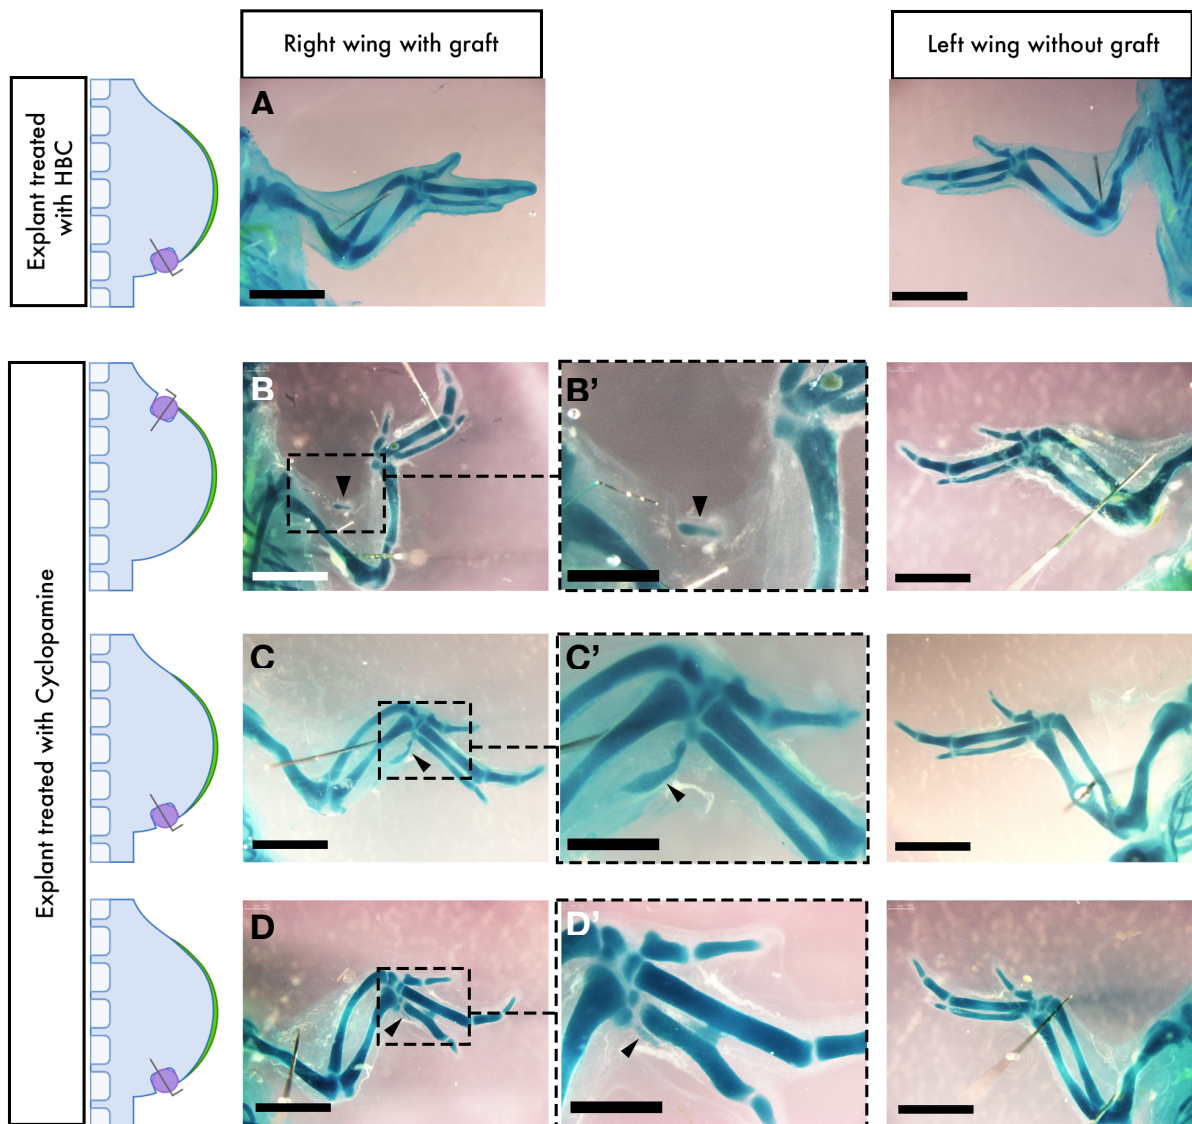 Right wing with graft
Left wing without graft
Explant treated
with HBC
A
Explant treated with Cyclopamine
B
B’
C
C’
D
D’